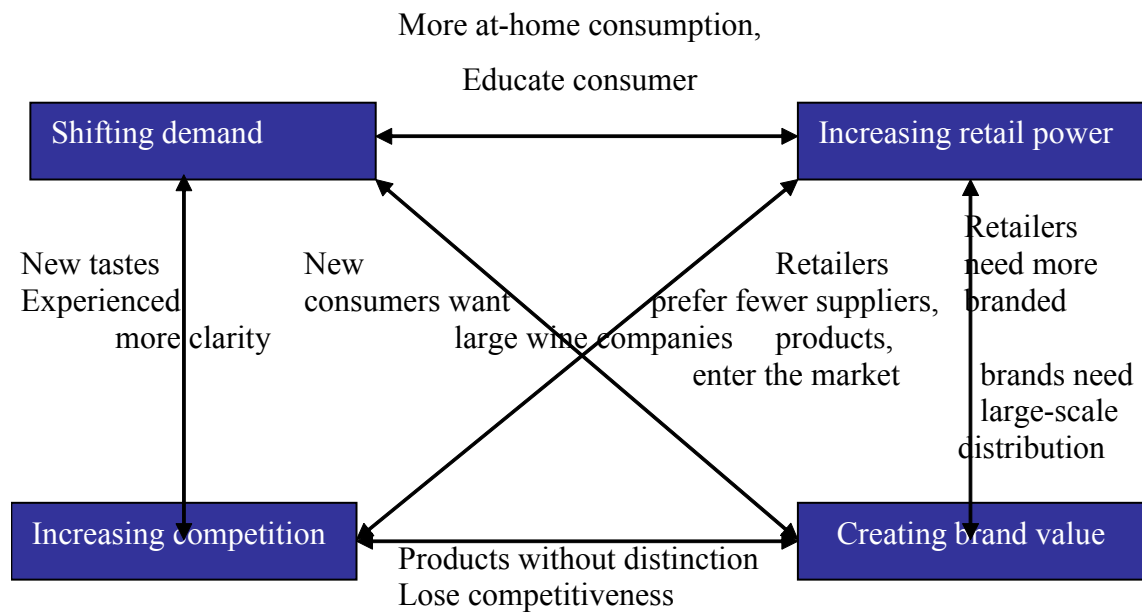 More at-home consumption,
Educate consumer
Shifting demand
Increasing retail power
New tastes
Experienced
more clarity
New
consumers want
large wine companies
Retailers
prefer fewer suppliers,
products,
enter the market
Retailers
need more
branded
brands need
large-scale
distribution
Increasing competition
Creating brand value
Products without distinction
Lose competitiveness